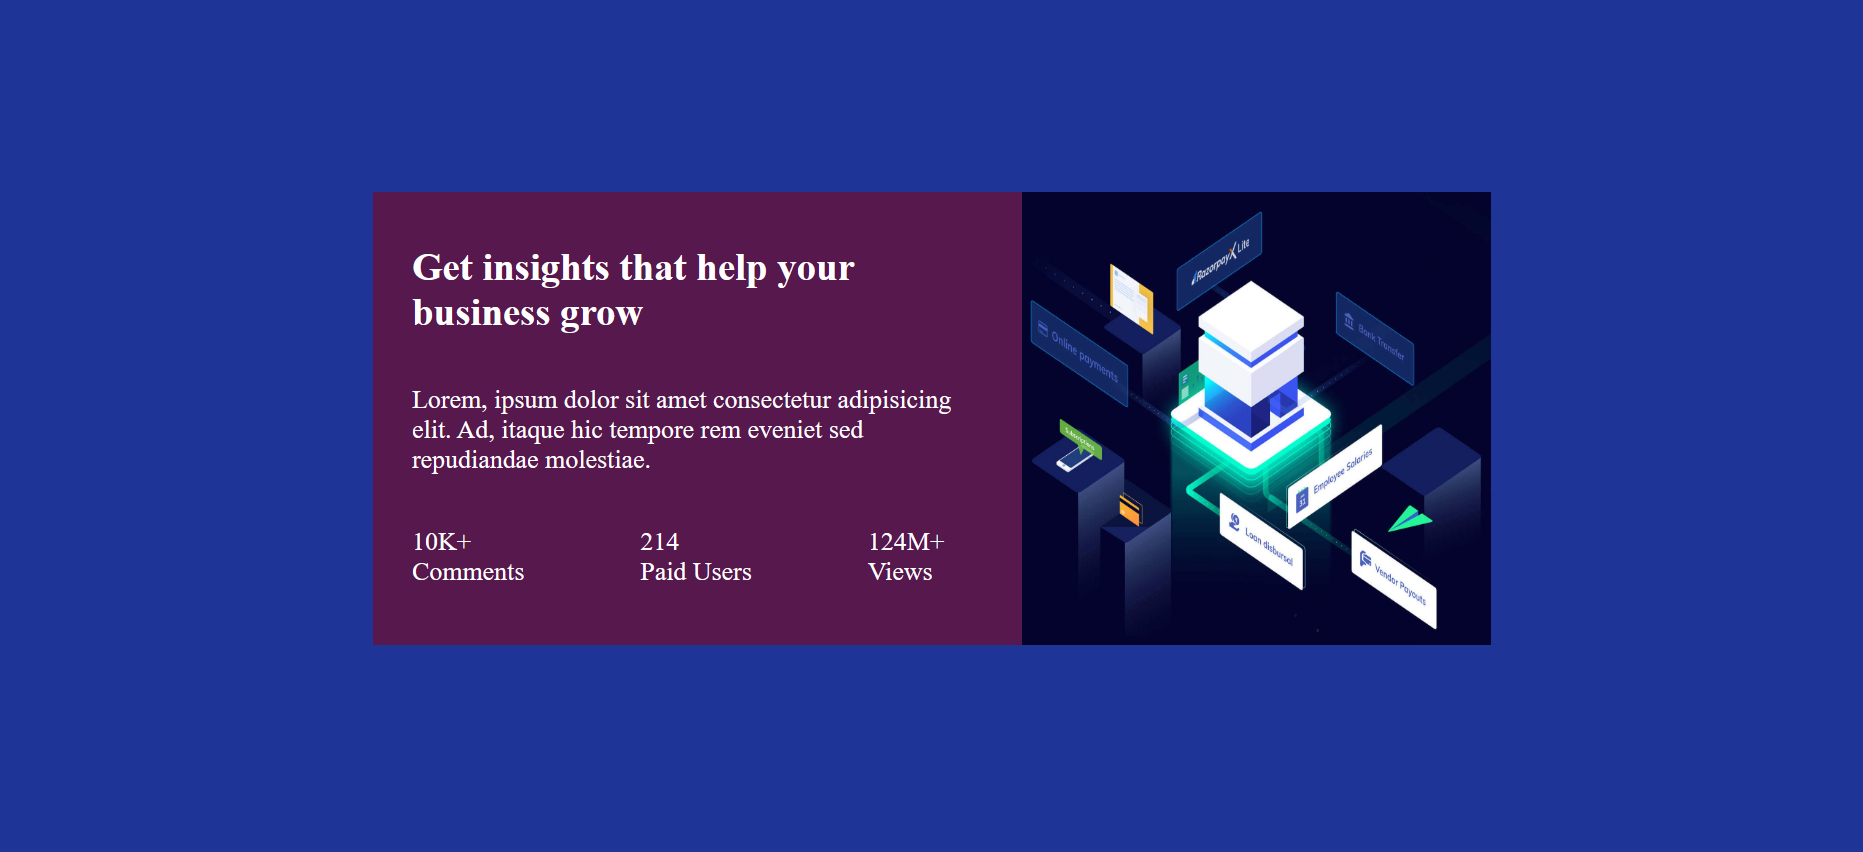 Get insights that help your
business grow
Lorem, ipsum dolor sit amet consectetur adipisicing
elit. Ad, itaque hic tempore rem eveniet sed
repudiandae molestiae.
10K+
Comments
214
Paid Users
124M+
Views
RazorpayX Lite
Online payments
Bank Transfer
Subscriptions
Employee Salaries
31
Loan disbursal
Vendor Payouts